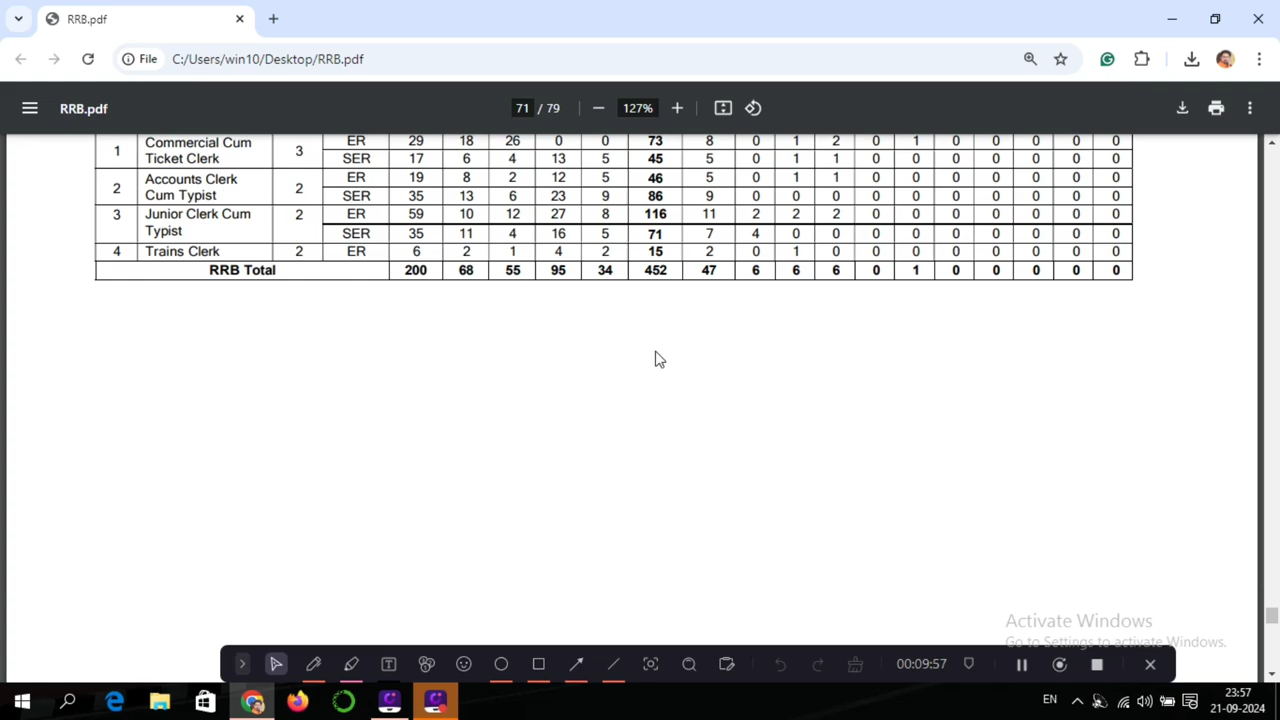 RRB.pdf
File C:/Users/win10/Desktop/RRB.pdf
RRB.pdf 71 / 79 127%
1 Commercial Cum Ticket Clerk 3 ER 29 18 26 0 0 73 8 0 1 2 0 1 0 0 0 0
SER 17 6 4 13 5 45 5 0 1 1 0 0 0 0 0 0
2 Accounts Clerk Cum Typist 2 ER 19 8 2 12 5 46 5 0 1 1 0 0 0 0 0 0
SER 35 13 6 23 9 86 9 0 0 0 0 0 0 0 0 0
3 Junior Clerk Cum Typist 2 ER 59 10 12 27 8 116 11 2 2 2 0 0 0 0 0 0
SER 35 11 4 16 5 71 7 4 0 0 0 0 0 0 0 0
4 Trains Clerk 2 ER 6 2 1 4 2 15 2 0 1 0 0 0 0 0 0 0
RRB Total 200 68 55 95 34 452 47 6 6 6 0 1 0 0 0 0
Activate Windows
Go to Settings to activate Windows.
00:09:57
EN 23:57
21-09-2024